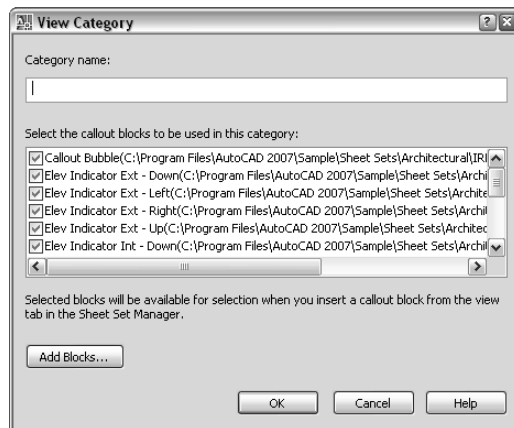 View Category
Category name:
Select the callout blocks to be used in this category:
Callout Bubble(C:\Program Files\AutoCAD 2007\Sample\Sheet Sets\Architectural\IRI
Elev Indicator Ext - Down(C:\Program Files\AutoCAD 2007\Sample\Sheet Sets\Archi
Elev Indicator Ext - Left(C:\Program Files\AutoCAD 2007\Sample\Sheet Sets\Archite
Elev Indicator Ext - Right(C:\Program Files\AutoCAD 2007\Sample\Sheet Sets\Archi
Elev Indicator Ext - Up(C:\Program Files\AutoCAD 2007\Sample\Sheet Sets\Architec
Elev Indicator Int - Down(C:\Program Files\AutoCAD 2007\Sample\Sheet Sets\Archi
Selected blocks will be available for selection when you insert a callout block from the view
tab in the Sheet Set Manager.
Add Blocks...
OK Cancel Help